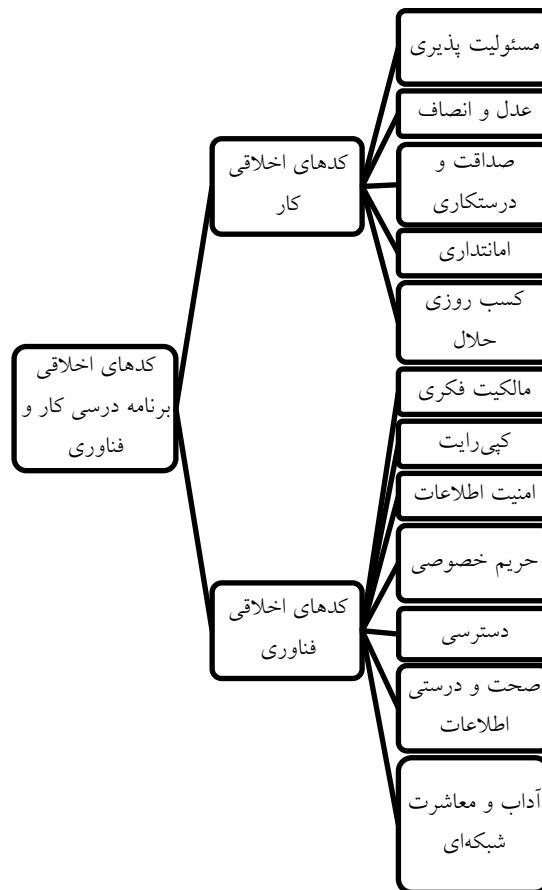 کدهای اخلاقی
برنامه درسی کار و
فناوری
کدهای اخلاقی
کار
مسئولیت پذیری
عدل و انصاف
صداقت و
درستکاری
امانتداری
کسب روزی
حلال
کدهای اخلاقی
فناوری
مالکیت فکری
کپی‌رایت
امنیت اطلاعات
حریم خصوصی
دسترسی
صحت و درستی
اطلاعات
آداب و معاشرت
شبکه‌ای